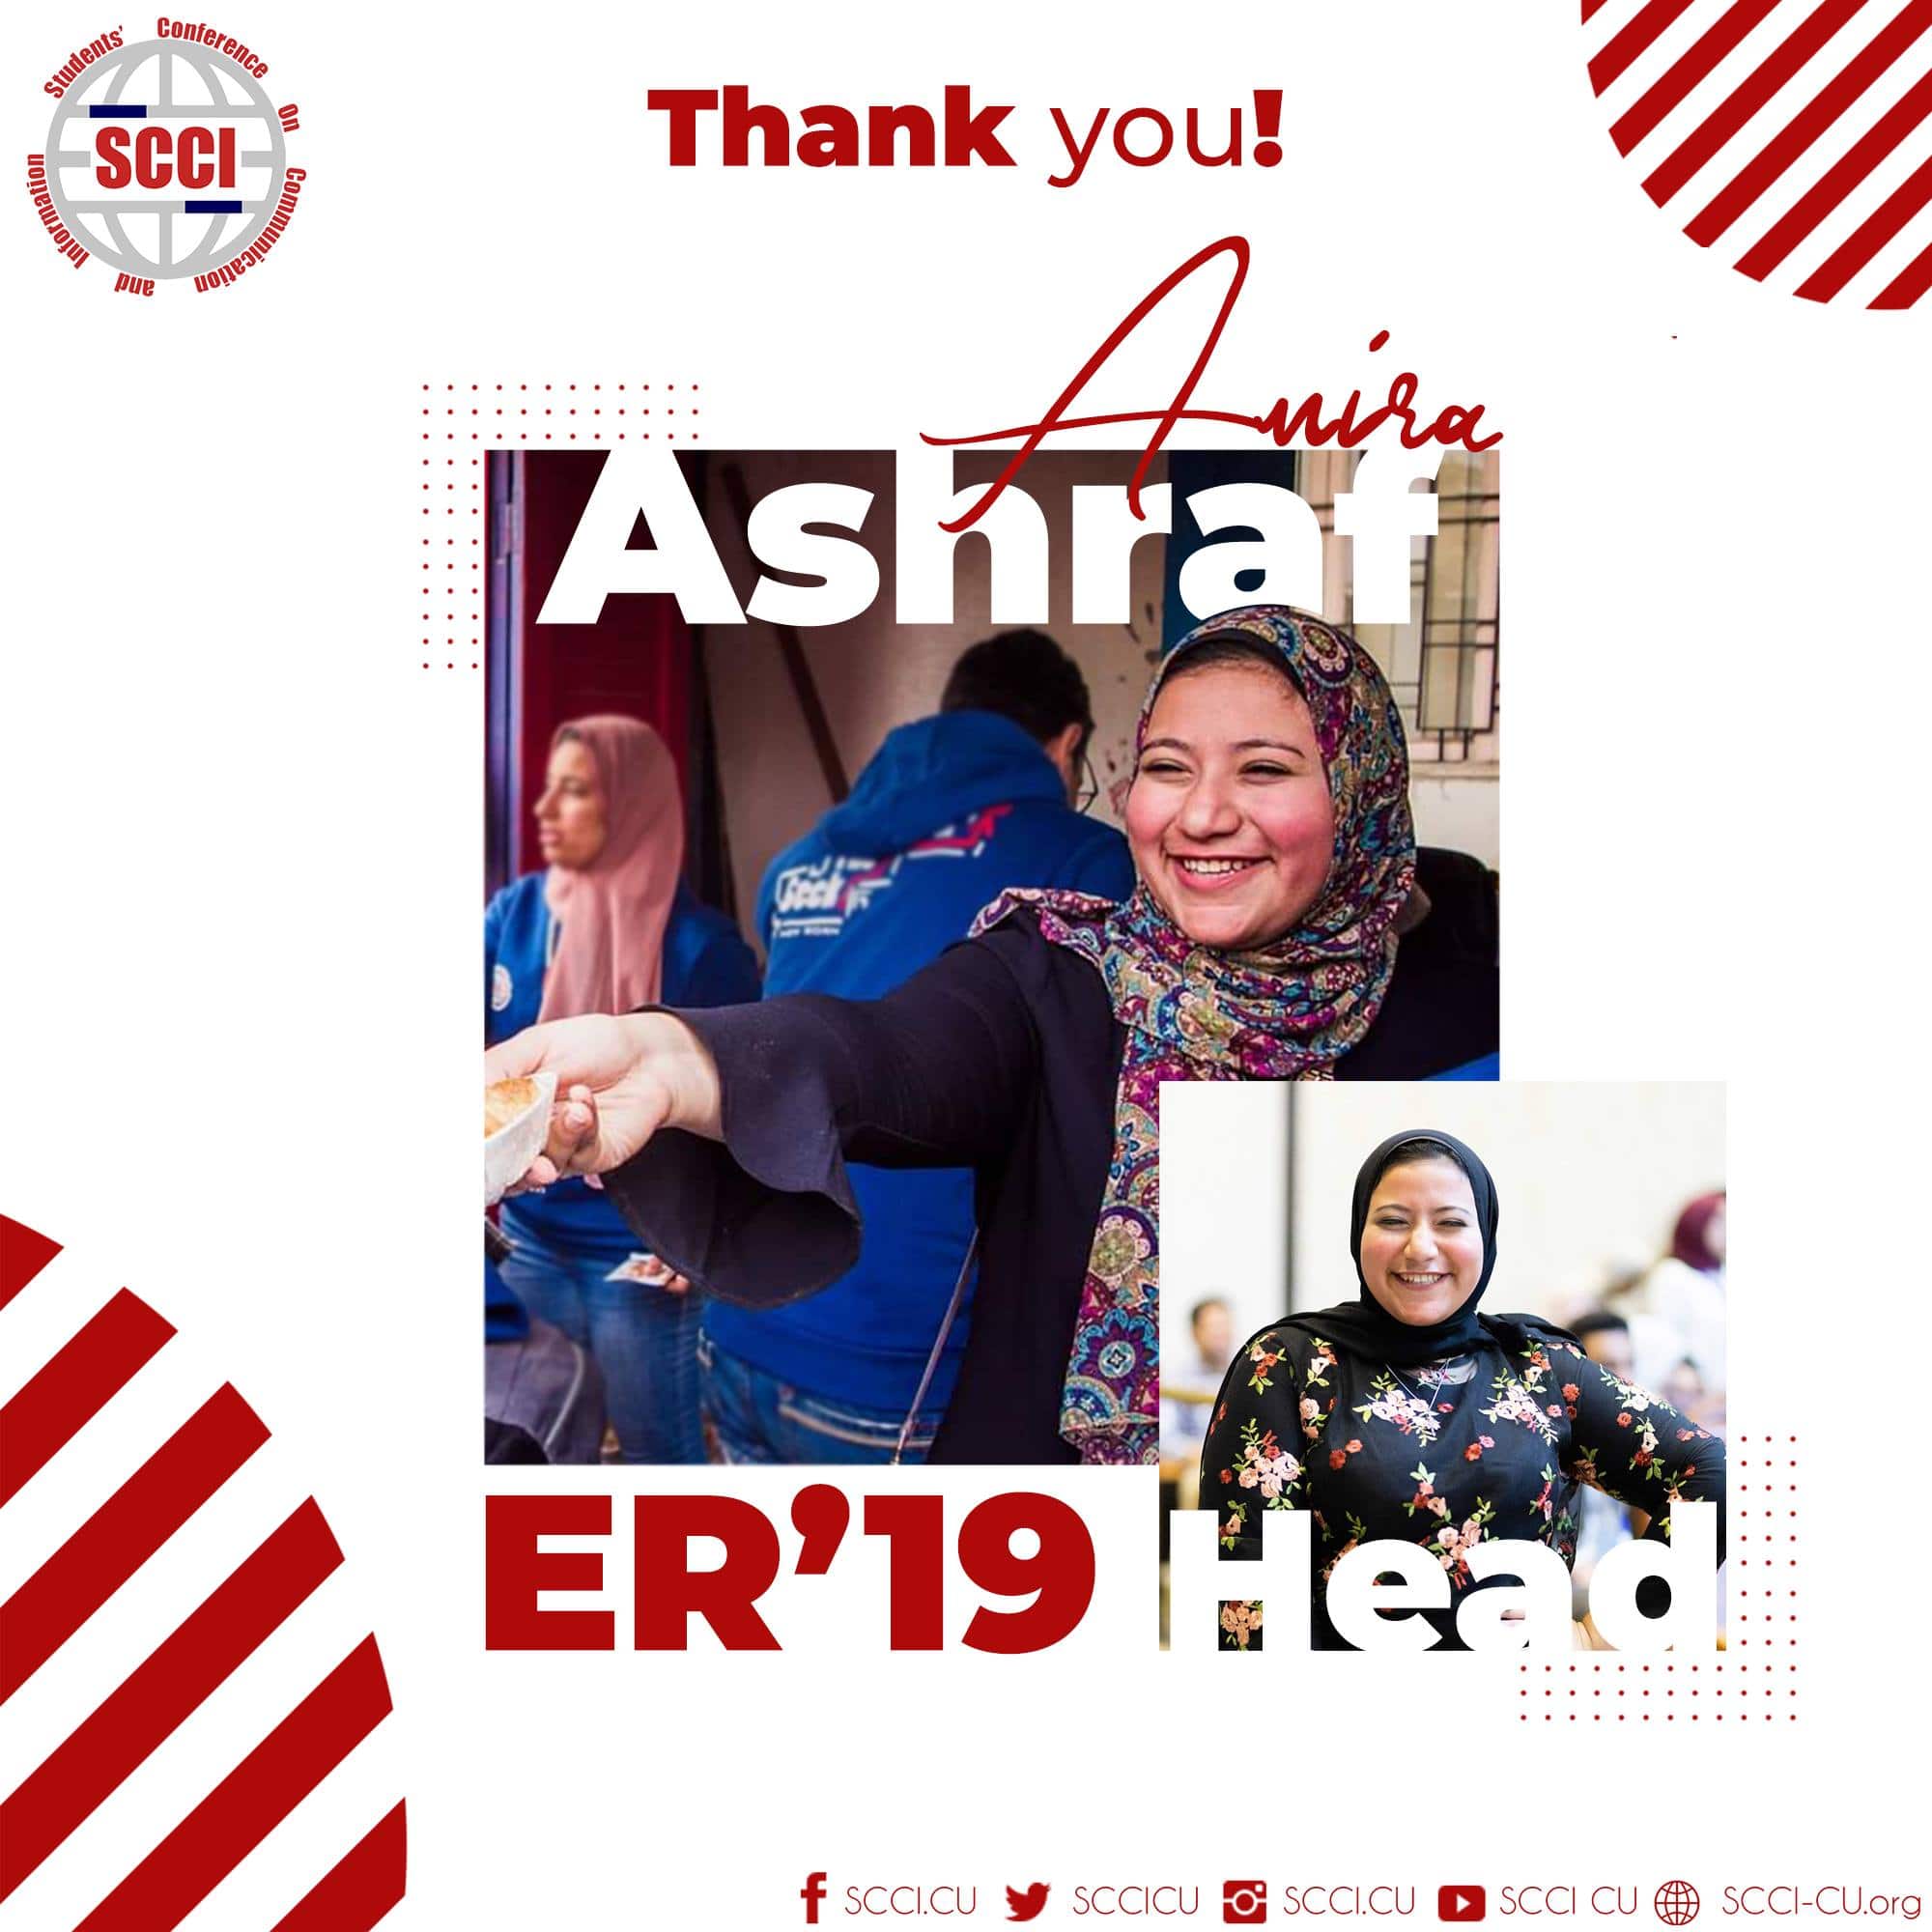 Students' Conference On Communication and Information
SCCI
Thank you!
Amira
Ashraf
ER’19 Head
SCCI.CU SCCICU SCCI.CU SCCI CU SCCI-CU.org